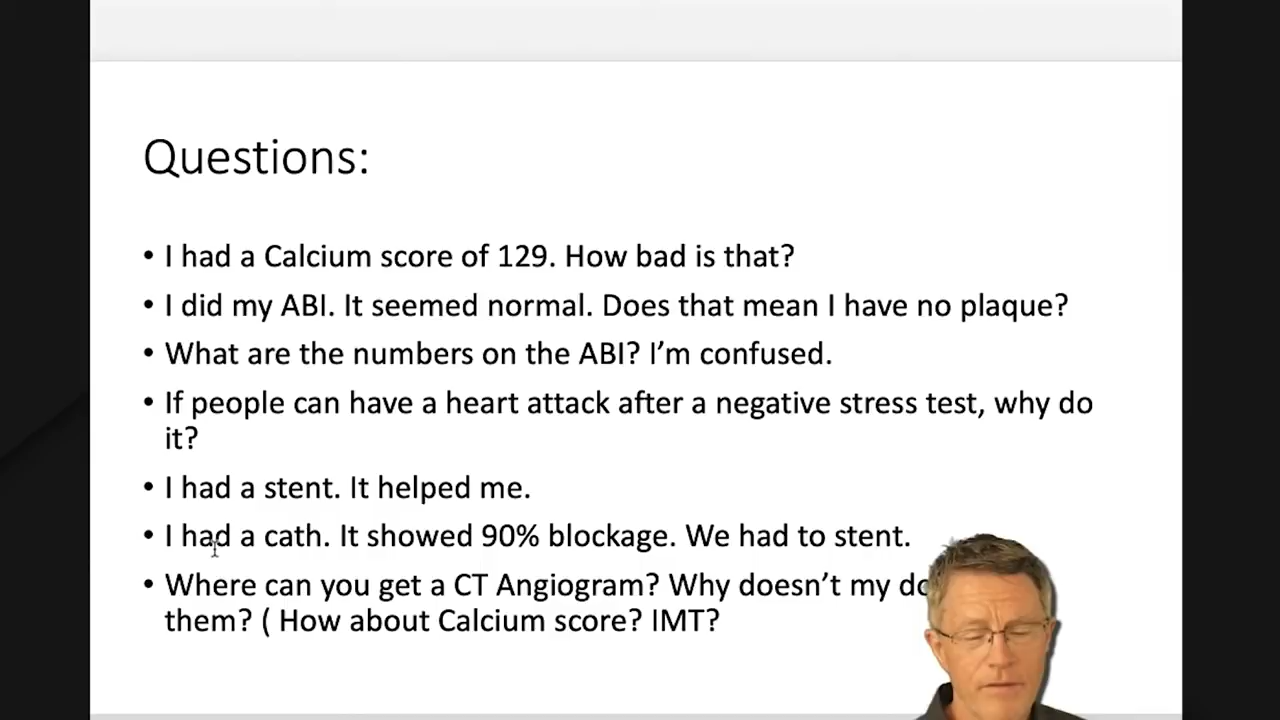 Questions:
• I had a Calcium score of 129. How bad is that?
• I did my ABI. It seemed normal. Does that mean I have no plaque?
• What are the numbers on the ABI? I'm confused.
• If people can have a heart attack after a negative stress test, why do
it?
• I had a stent. It helped me.
• I had a cath. It showed 90% blockage. We had to stent.
• Where can you get a CT Angiogram? Why doesn't my
them? ( How about Calcium score? IMT?